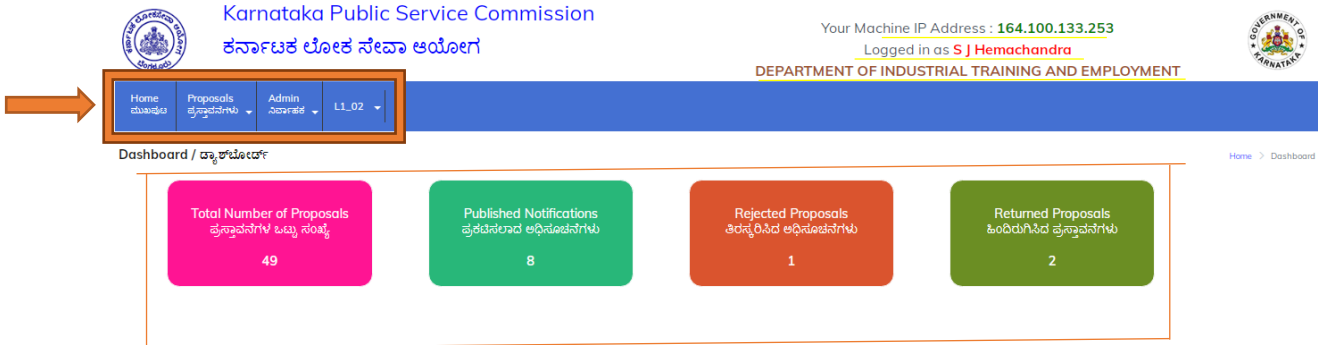 Karnataka Public Service Commission
ಕರ್ನಾಟಕ ಲೋಕ ಸೇವಾ ಆಯೋಗ
Your Machine IP Address : 164.100.133.253
Logged in as S J Hemachandra
DEPARTMENT OF INDUSTRIAL TRAINING AND EMPLOYMENT
Home Proposals Admin L1_02
ಮುಖಪುಟ ಪ್ರಸ್ತಾವನೆಗಳು ನಿರ್ವಾಹಕ
Dashboard / ಡ್ಯಾಶ್‌ಬೋರ್ಡ್
Home > Dashboard
Total Number of Proposals
ಪ್ರಸ್ತಾವನೆಗಳ ಒಟ್ಟು ಸಂಖ್ಯೆ
49
Published Notifications
ಪ್ರಕಟಿಸಲಾದ ಅಧಿಸೂಚನೆಗಳು
8
Rejected Proposals
ತಿರಸ್ಕರಿಸಿದ ಅಧಿಸೂಚನೆಗಳು
1
Returned Proposals
ಹಿಂದಿರುಗಿಸಿದ ಪ್ರಸ್ತಾವನೆಗಳು
2